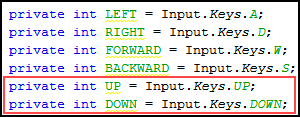 private int LEFT = Input.Keys.A;
private int RIGHT = Input.Keys.D;
private int FORWARD = Input.Keys.W;
private int BACKWARD = Input.Keys.S;
private int UP = Input.Keys.UP;
private int DOWN = Input.Keys.DOWN;